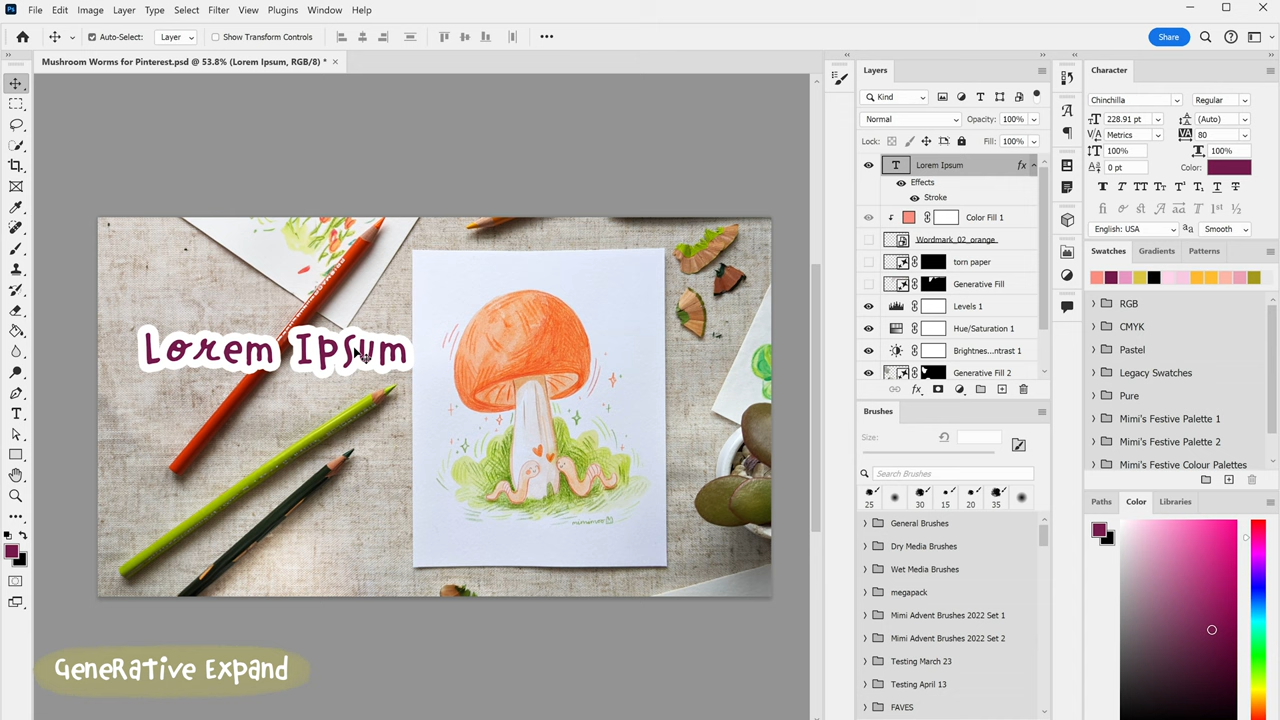 Ps File Edit Image Layer Type Select Filter View Plugins Window Help
Auto-Select: Layer Show Transform Controls Share
Mushroom Worms for Pinterest.psd @ 53.8% (Lorem Ipsum, RGB/8) *
Layers
Kind
Normal Opacity: 100%
Lock: Fill: 100%
T Lorem Ipsum fx
Effects
Stroke
Color Fill 1
Wordmark_02_orange
torn paper
Generative Fill
Levels 1
Hue/Saturation 1
Brightnes...ntrast 1
Generative Fill 2
Brushes
Size:
Search Brushes
25 30 15 20 35
General Brushes
Dry Media Brushes
Wet Media Brushes
megapack
Mimi Advent Brushes 2022 Set 1
Mimi Advent Brushes 2022 Set 2
Testing March 23
Testing April 13
FAVES
Character
Chinchilla Regular
228.91 pt (Auto)
Metrics 80
100% 100%
0 pt Color:
English: USA Smooth
Swatches Gradients Patterns
RGB
CMYK
Pastel
Legacy Swatches
Pure
Mimi's Festive Palette 1
Mimi's Festive Palette 2
Mimi's Festive Colour Palettes
Paths Color Libraries
Lorem Ipsum
Generative Expand